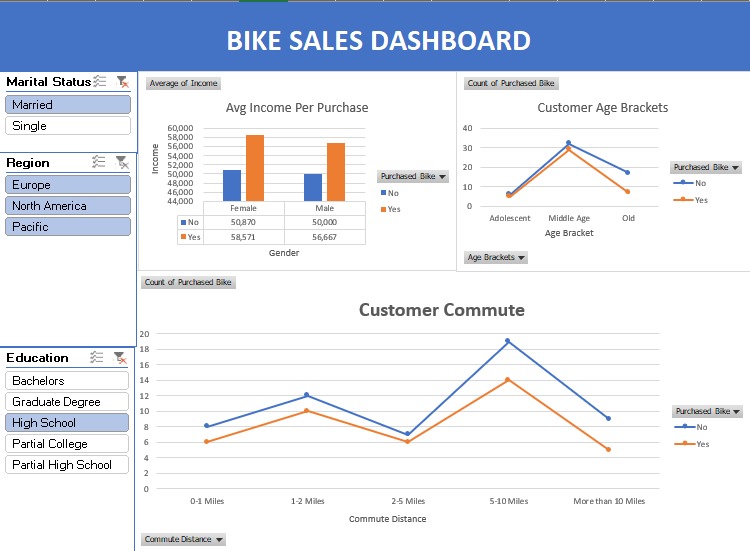 BIKE SALES DASHBOARD
Marital Status
Married
Single
Region
Europe
North America
Pacific
Education
Bachelors
Graduate Degree
High School
Partial College
Partial High School
Average of Income
Avg Income Per Purchase
60,000
58,000
56,000
54,000
52,000
50,000
48,000
46,000
44,000
Income
Female Male
No 50,870 50,000
Yes 58,571 56,667
Gender
Purchased Bike
No
Yes
Count of Purchased Bike
Customer Age Brackets
40
30
20
10
0
Adolescent Middle Age Old
Age Bracket
Purchased Bike
No
Yes
Age Brackets
Count of Purchased Bike
Customer Commute
20
18
16
14
12
10
8
6
4
2
0
0-1 Miles 1-2 Miles 2-5 Miles 5-10 Miles More than 10 Miles
Commute Distance
Purchased Bike
No
Yes
Commute Distance